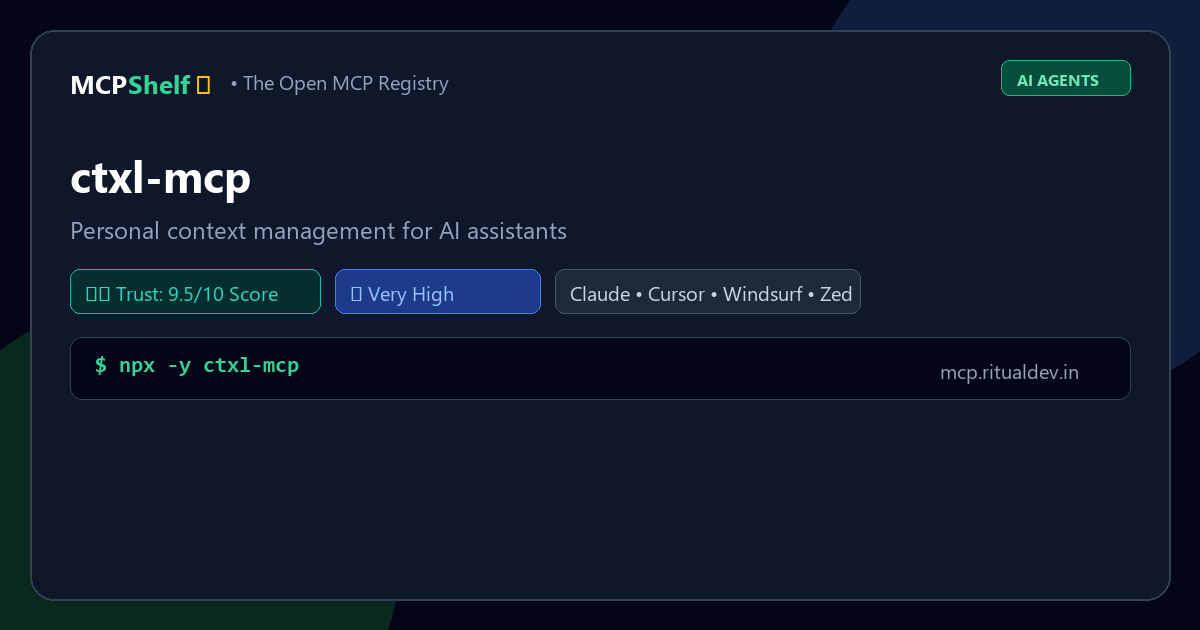 MCPShelf • The Open MCP Registry
AI AGENTS
ctxl-mcp
Personal context management for AI assistants
Trust: 9.5/10 Score
Very High
Claude • Cursor • Windsurf • Zed
$ npx -y ctxl-mcp
mcp.ritualdev.in